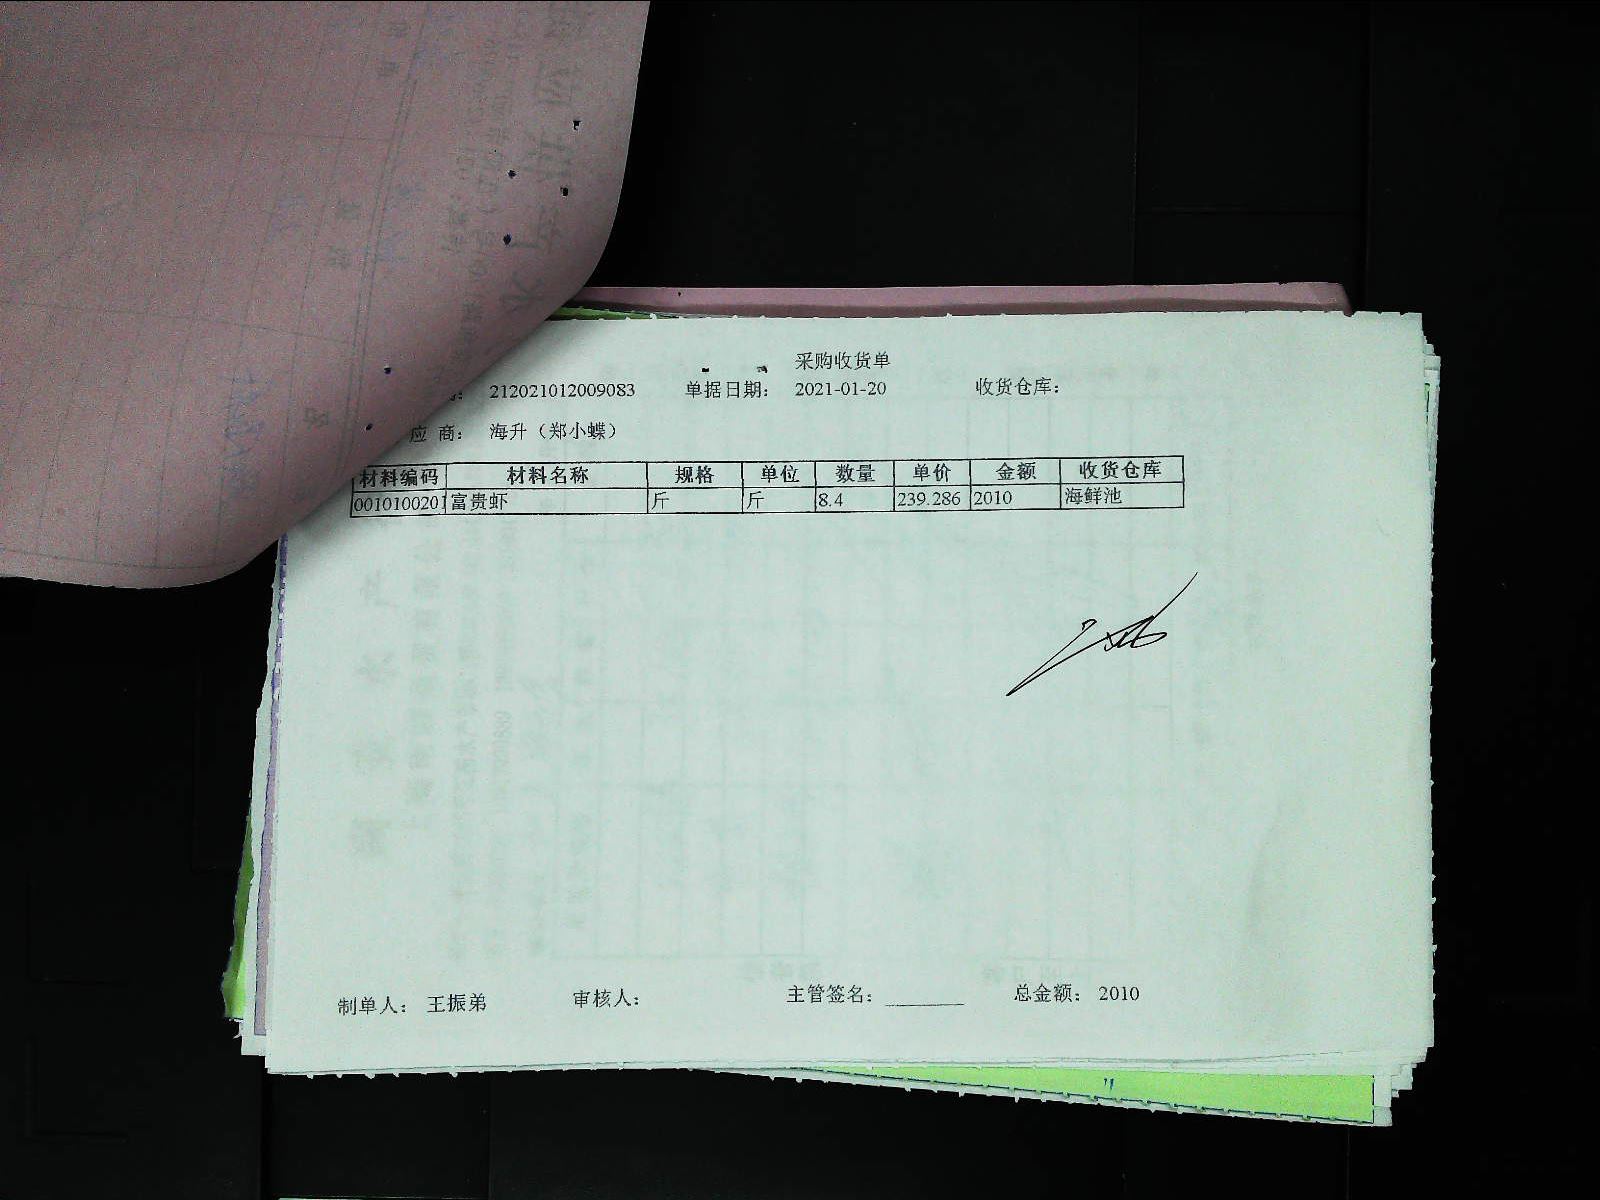 采购收货单
212021012009083 单据日期： 2021-01-20 收货仓库：
应 商： 海升（郑小蝶）
材料编码 材料名称 规格 单位 数量 单价 金额 收货仓库
0010100201 富贵虾 斤 斤 8.4 239.286 2010 海鲜池
制单人： 王振弟 审核人： 主管签名： 总金额： 2010